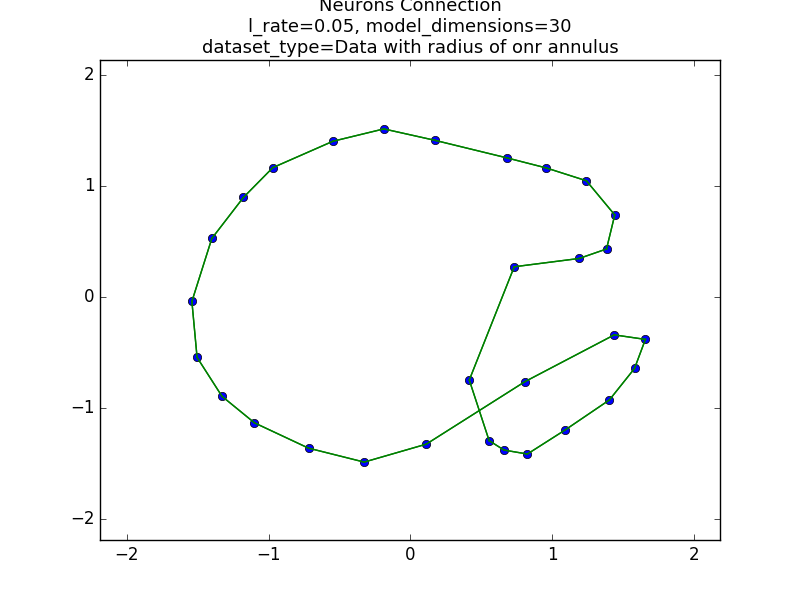 Neurons Connection
l_rate=0.05, model_dimensions=30
dataset_type=Data with radius of onr annulus
2
1
0
−1
−2
−2 −1 0 1 2